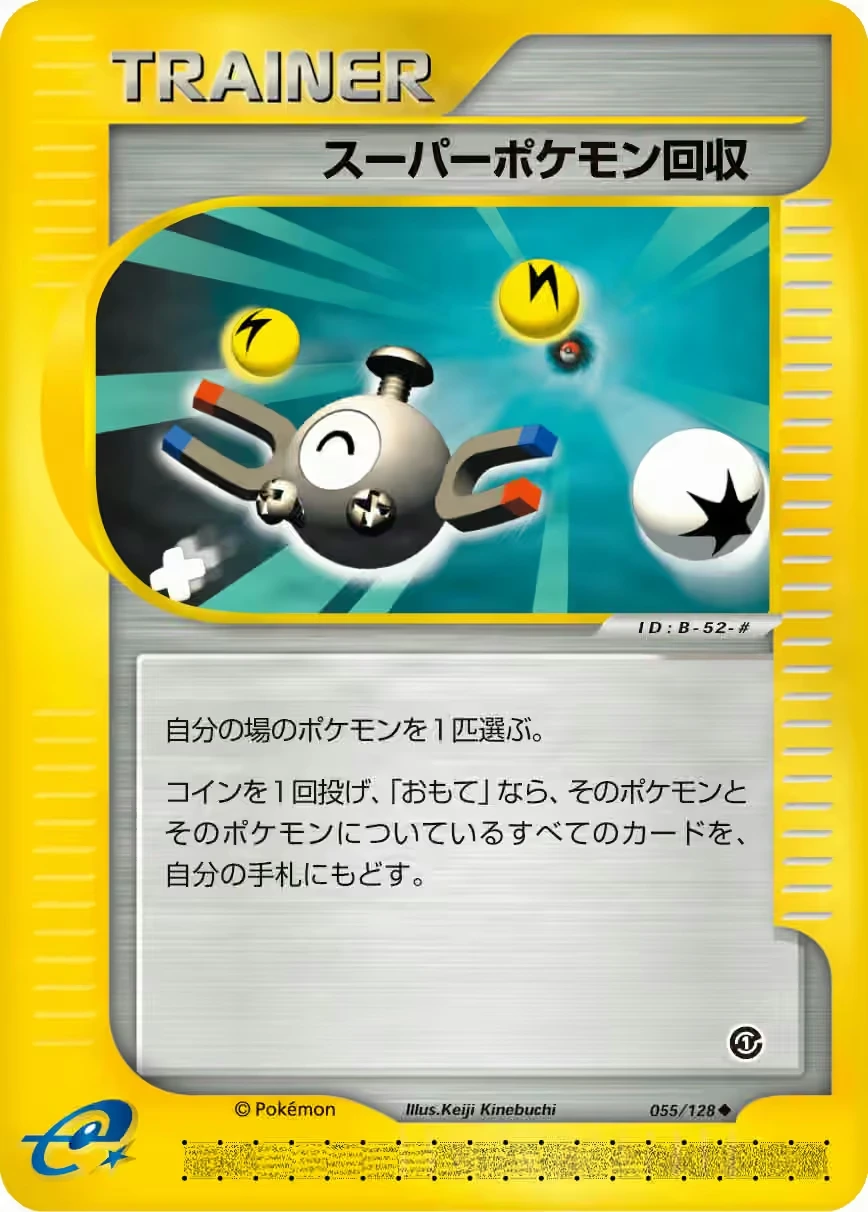 TRAINER
スーパーポケモン回収
ID:B-52-#
自分の場のポケモンを1匹選ぶ。
コインを1回投げ、「おもて」なら、そのポケモンと
そのポケモンについているすべてのカードを、
自分の手札にもどす。
1
© Pokémon
Illus.Keiji Kinebuchi
055/128◆
e